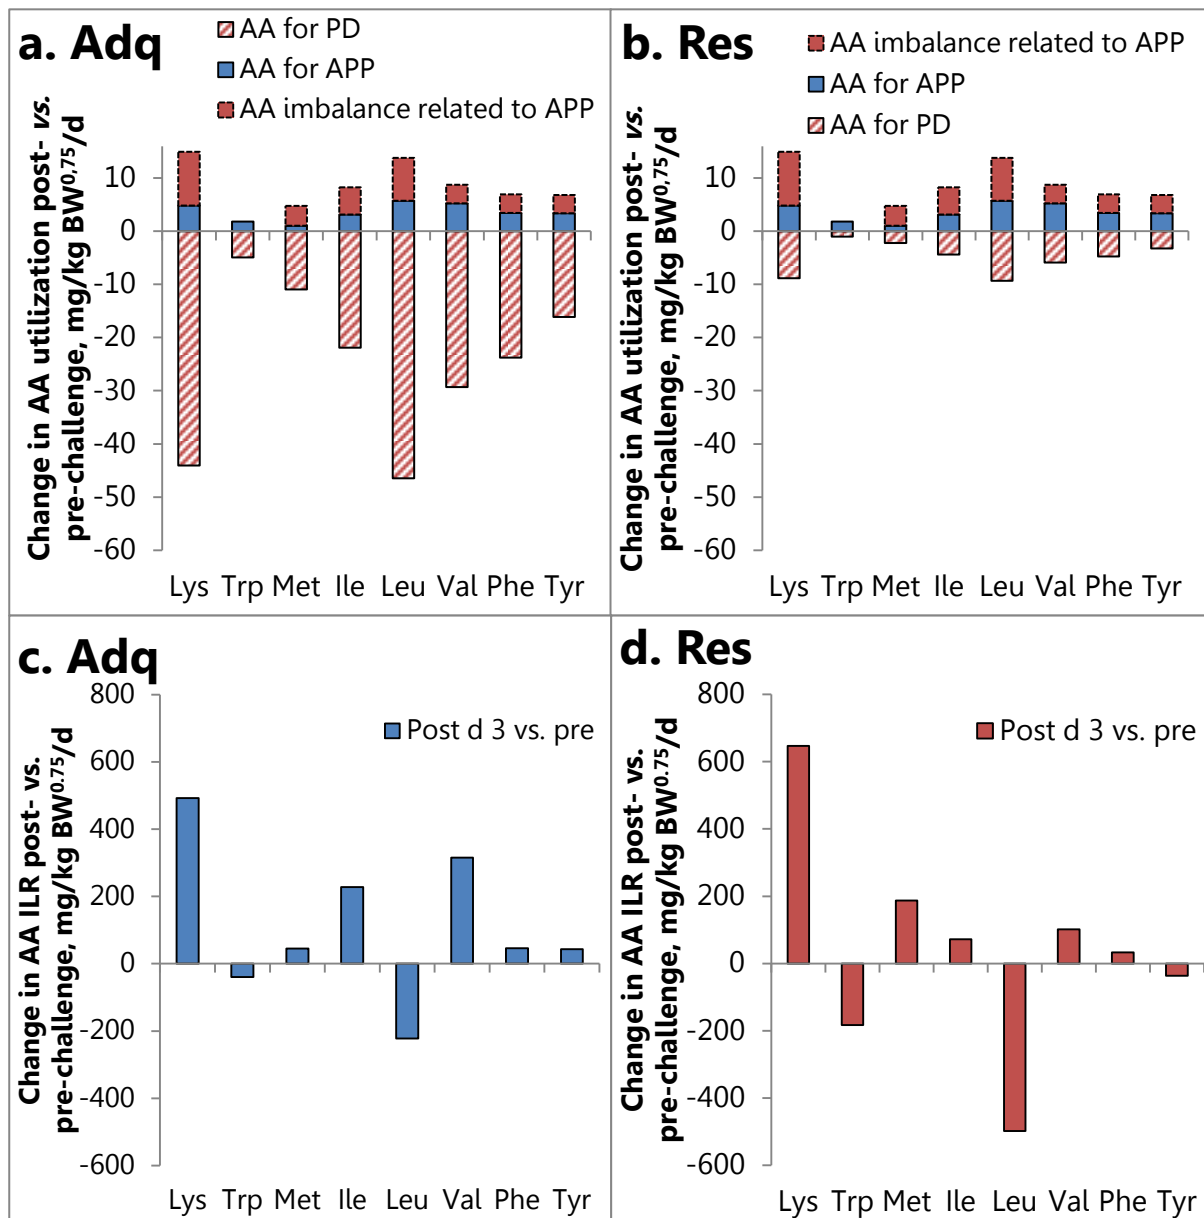 a. Adq
AA for PD
AA for APP
AA imbalance related to APP
Change in AA utilization post- vs.
pre-challenge, mg/kg BW0.75/d
10
0
-10
-20
-30
-40
-50
-60
Lys Trp Met Ile Leu Val Phe Tyr
b. Res
AA imbalance related to APP
AA for APP
AA for PD
Change in AA utilization post- vs.
pre-challenge, mg/kg BW0.75/d
10
0
-10
-20
-30
-40
-50
-60
Lys Trp Met Ile Leu Val Phe Tyr
c. Adq
Post d 3 vs. pre
Change in AA ILR post- vs.
pre-challenge, mg/kg BW0.75/d
800
600
400
200
0
-200
-400
-600
Lys Trp Met Ile Leu Val Phe Tyr
d. Res
Post d 3 vs. pre
Change in AA ILR post- vs.
pre-challenge, mg/kg BW0.75/d
800
600
400
200
0
-200
-400
-600
Lys Trp Met Ile Leu Val Phe Tyr